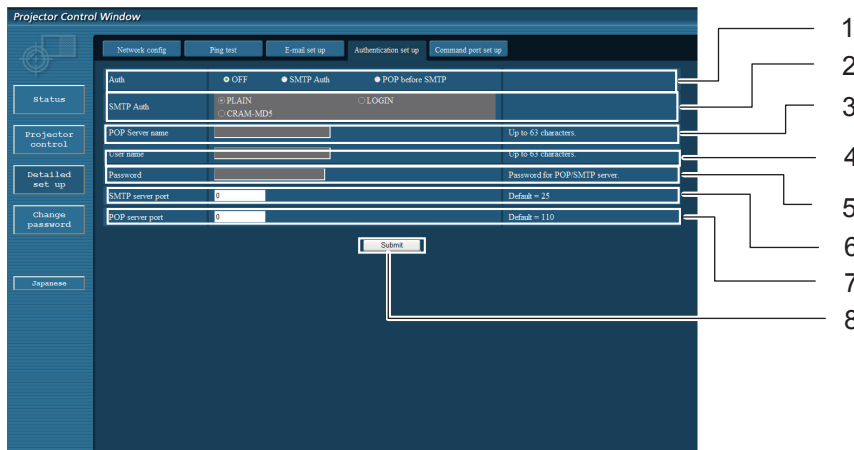 Projector Control Window
Network config Ping test E-mail set up Authentication set up Command port set up
Auth OFF SMTP Auth POP before SMTP
1
SMTP Auth PLAIN LOGIN
CRAM-MD5
2
POP Server name Up to 63 characters.
3
User name Up to 63 characters.
4
Password Password for POP/SMTP server.
5
SMTP server port 0 Default = 25
6
POP server port 0 Default = 110
7
Submit
8
Status
Projector
control
Detailed
set up
Change
password
Japanese